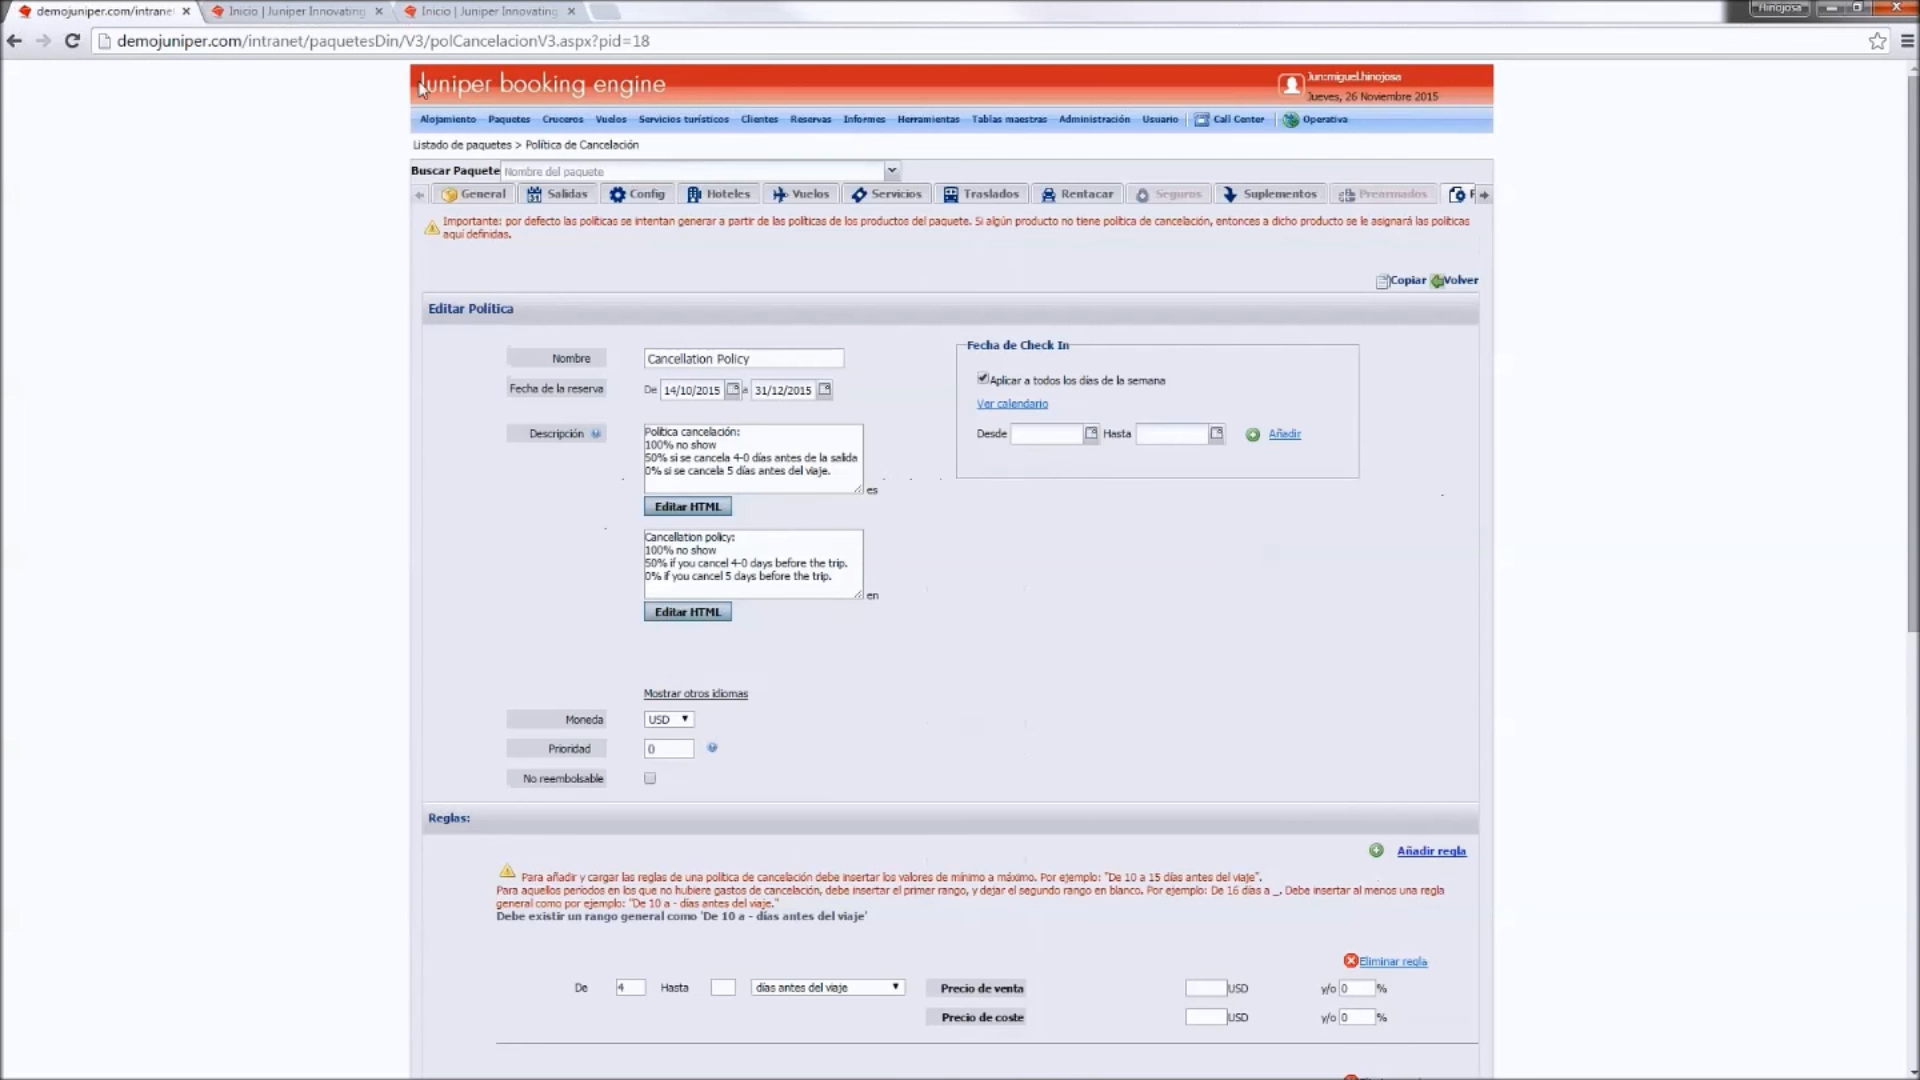 demojuniper.com/intrane
Inicio | Juniper Innovating
Inicio | Juniper Innovating
Hinojosa
demojuniper.com/intranet/paquetesDin/V3/polCancelacionV3.aspx?pid=18
Juniper booking engine
Jun:miguel.hinojosa
Jueves, 26 Noviembre 2015
Alojamiento Paquetes Cruceros Vuelos Servicios turísticos Clientes Reservas Informes Herramientas Tablas maestras Administración Usuario Call Center Operativa
Listado de paquetes > Política de Cancelación
Buscar Paquete Nombre del paquete
General Salidas Config Hoteles Vuelos Servicios Traslados Rentacar Seguros Suplementos Prearmados
Importante: por defecto las políticas se intentan generar a partir de las políticas de los productos del paquete. Si algún producto no tiene política de cancelación, entonces a dicho producto se le asignará las políticas
aquí definidas.
Copiar Volver
Editar Política
Nombre Cancellation Policy
Fecha de la reserva De 14/10/2015 a 31/12/2015
Descripción
Política cancelación:
100% no show
50% si se cancela 4-0 días antes de la salida
0% si se cancela 5 días antes del viaje.
es
Editar HTML
Cancellation policy:
100% no show
50% if you cancel 4-0 days before the trip.
0% if you cancel 5 days before the trip.
en
Editar HTML
Fecha de Check In
Aplicar a todos los días de la semana
Ver calendario
Desde Hasta Añadir
Mostrar otros idiomas
Moneda USD
Prioridad 0
No reembolsable
Reglas:
Añadir regla
Para añadir y cargar las reglas de una política de cancelación debe insertar los valores de mínimo a máximo. Por ejemplo: "De 10 a 15 días antes del viaje".
Para aquellos períodos en los que no hubiere gastos de cancelación, debe insertar el primer rango, y dejar el segundo rango en blanco. Por ejemplo: De 16 días a _. Debe insertar al menos una regla
general como por ejemplo: "De 10 a - días antes del viaje."
Debe existir un rango general como 'De 10 a - días antes del viaje'
Eliminar regla
De 4 Hasta días antes del viaje Precio de venta USD y/o 0 %
Precio de coste USD y/o 0 %